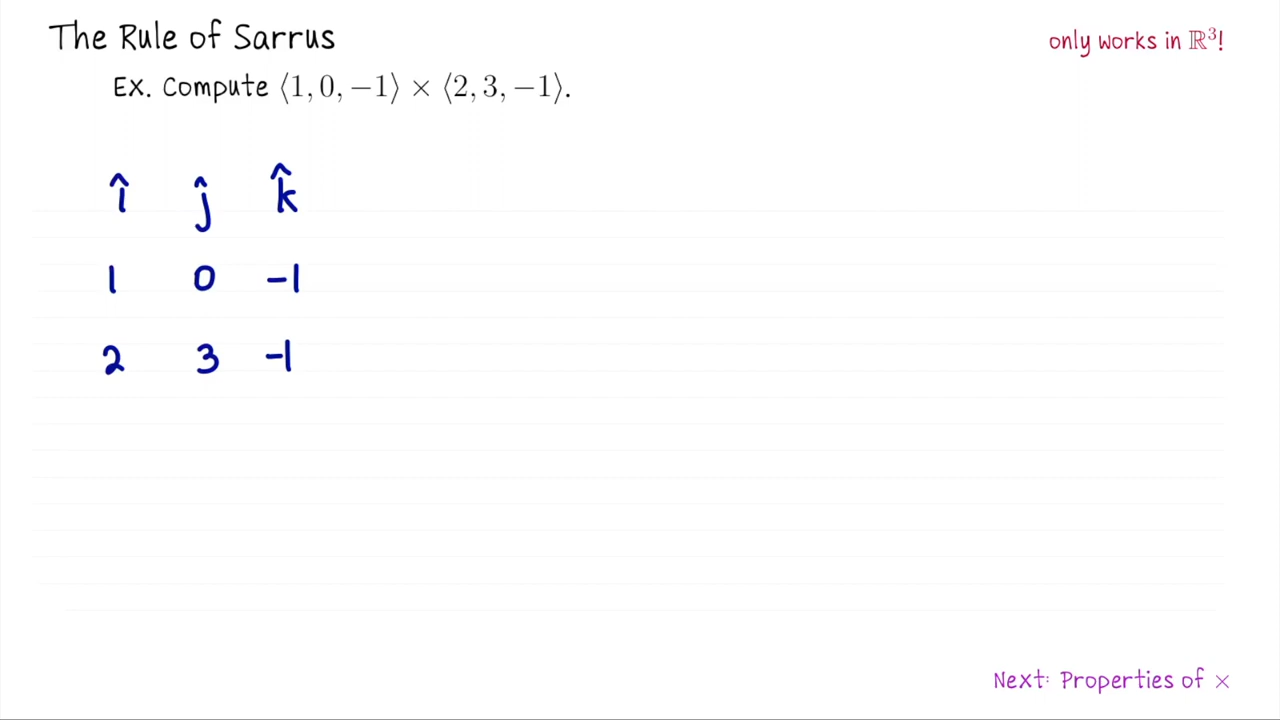 The Rule of Sarrus
only works in ℝ³!
Ex. Compute ⟨1, 0, −1⟩ × ⟨2, 3, −1⟩.
î ĵ k̂
1 0 -1
2 3 -1
Next: Properties of ×